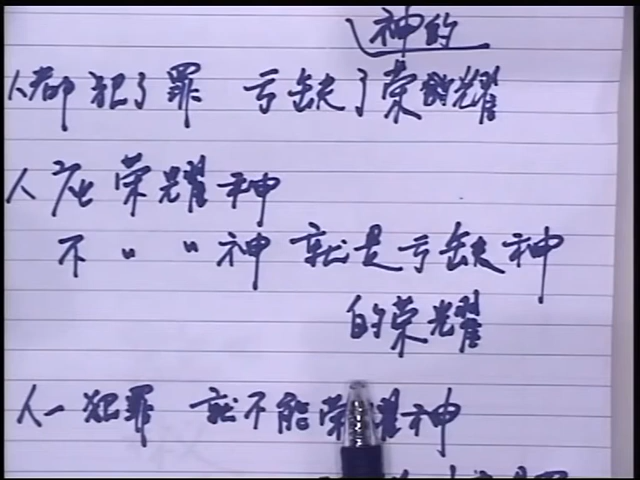 神的
人都犯了罪 亏缺了荣耀
人应荣耀神
不 〃 〃 神 就是亏缺神
的荣耀
人一犯罪 就不能荣耀神